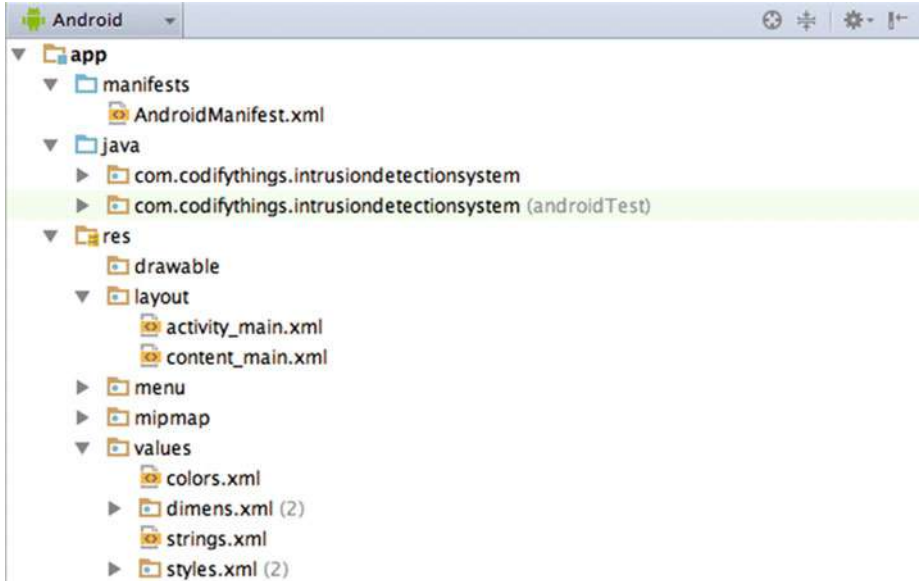 Android
app
manifests
AndroidManifest.xml
java
com.codifythings.intrusiondetectionsystem
com.codifythings.intrusiondetectionsystem (androidTest)
res
drawable
layout
activity_main.xml
content_main.xml
menu
mipmap
values
colors.xml
dimens.xml (2)
strings.xml
styles.xml (2)